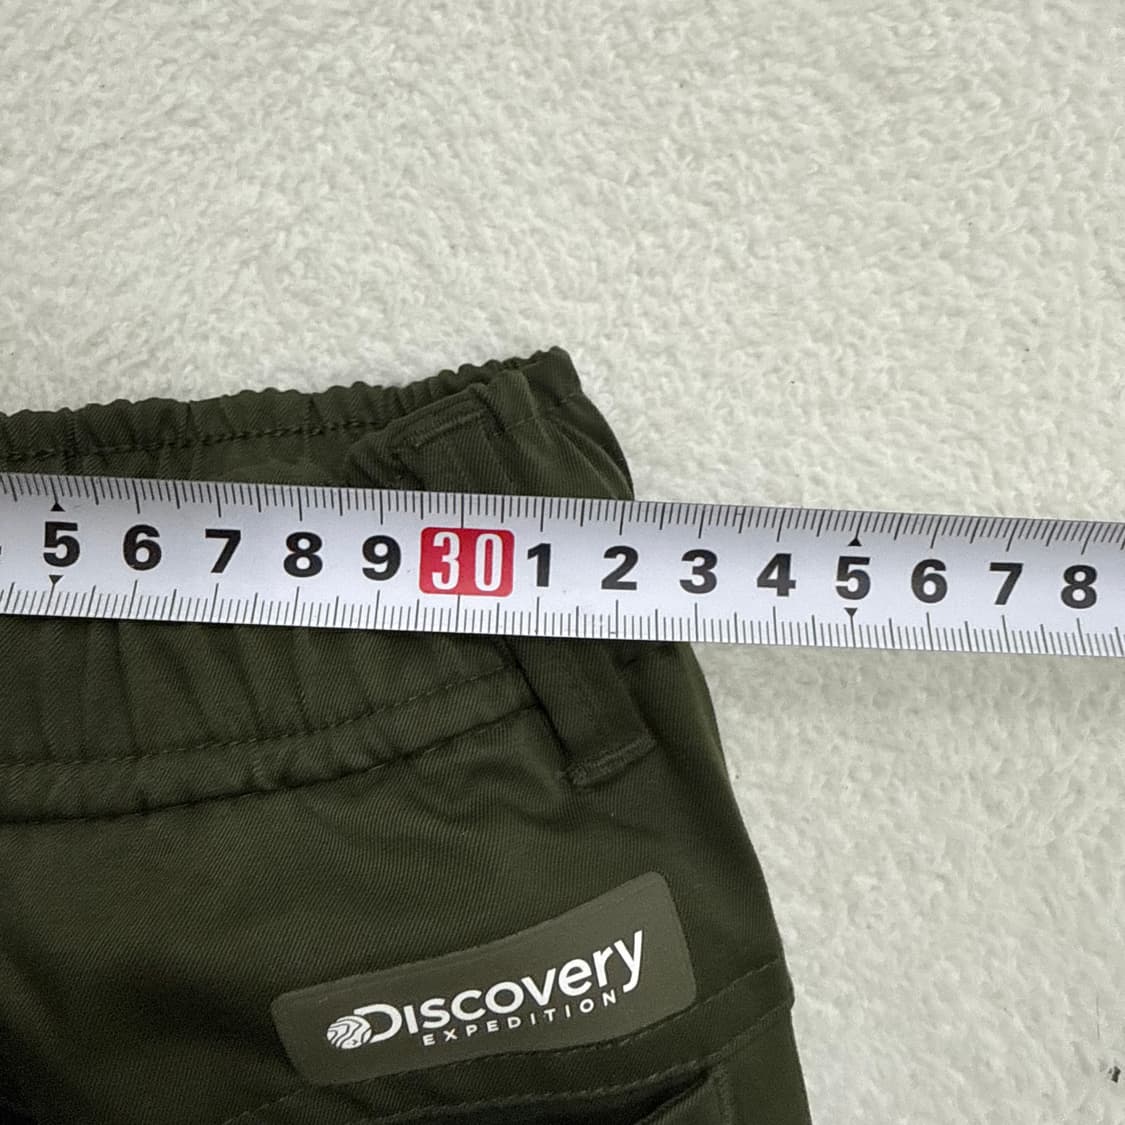 5 6 7 8 9 30 1 2 3 4 5 6 7 8
DISCOVERY
EXPEDITION